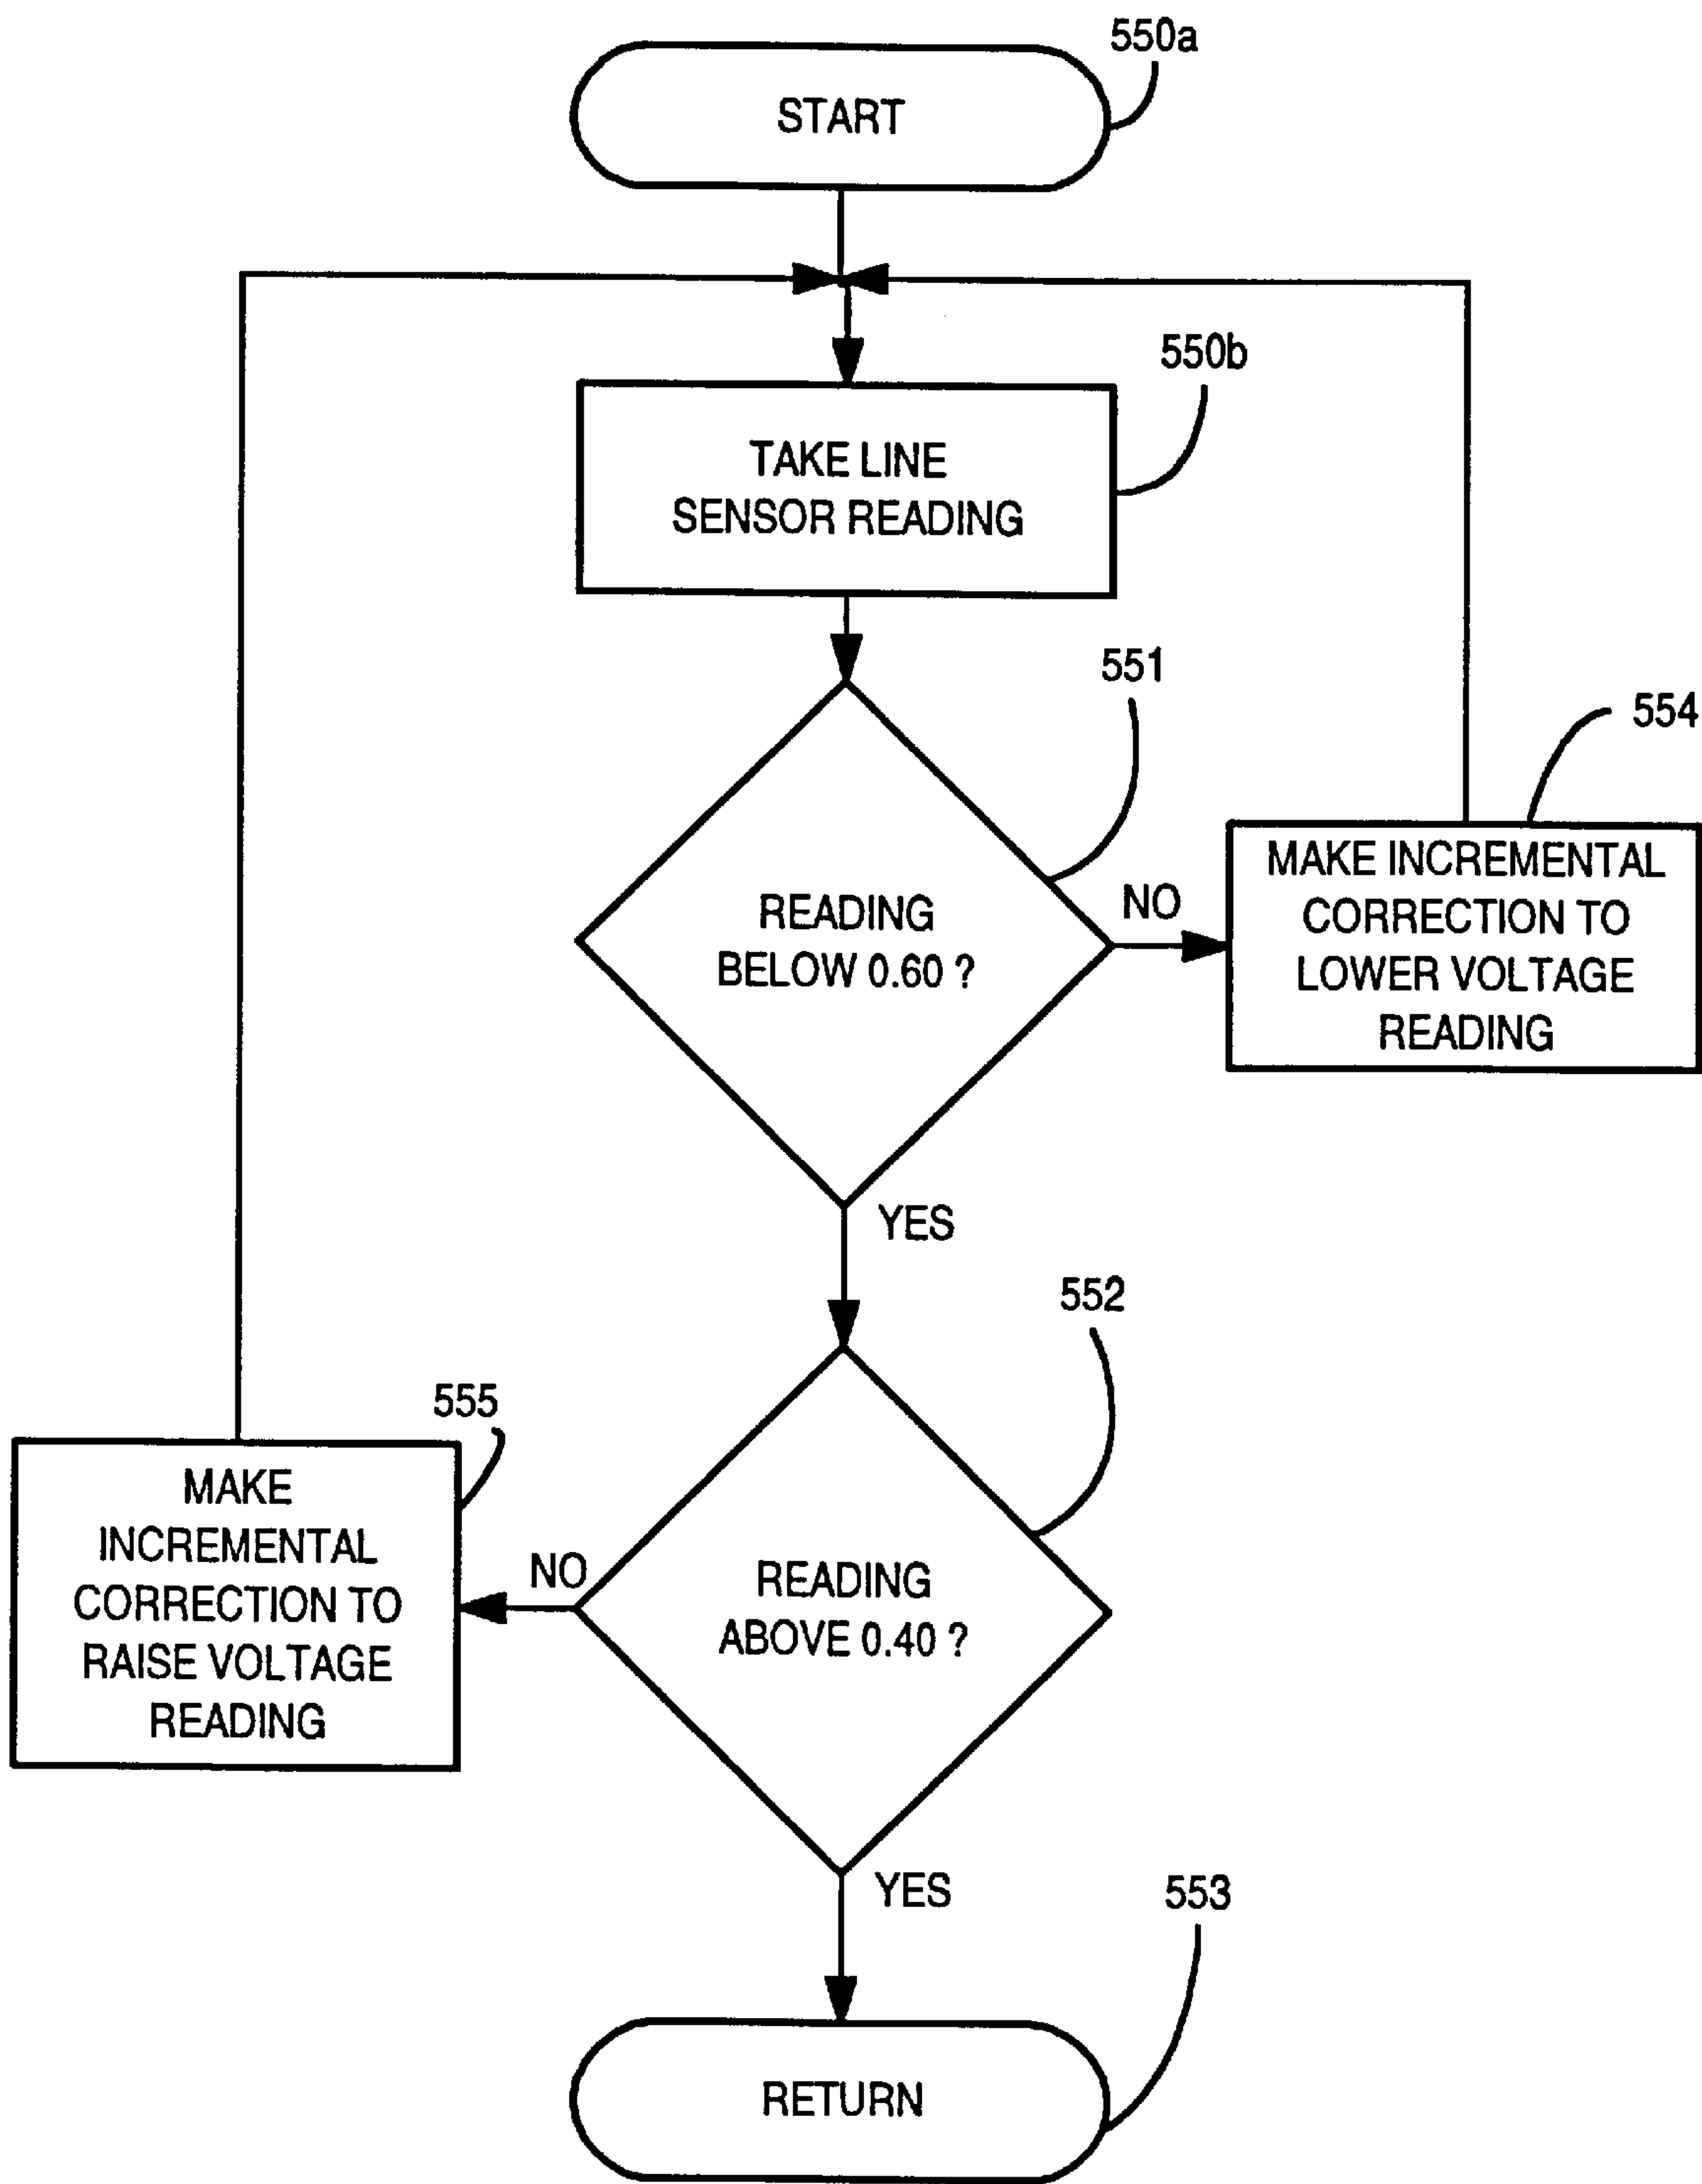 550a
START
550b
TAKE LINE
SENSOR READING
551
554
READING
BELOW 0.60 ?
NO
MAKE INCREMENTAL
CORRECTION TO
LOWER VOLTAGE
READING
YES
552
555
MAKE
INCREMENTAL
CORRECTION TO
RAISE VOLTAGE
READING
NO
READING
ABOVE 0.40 ?
YES
553
RETURN